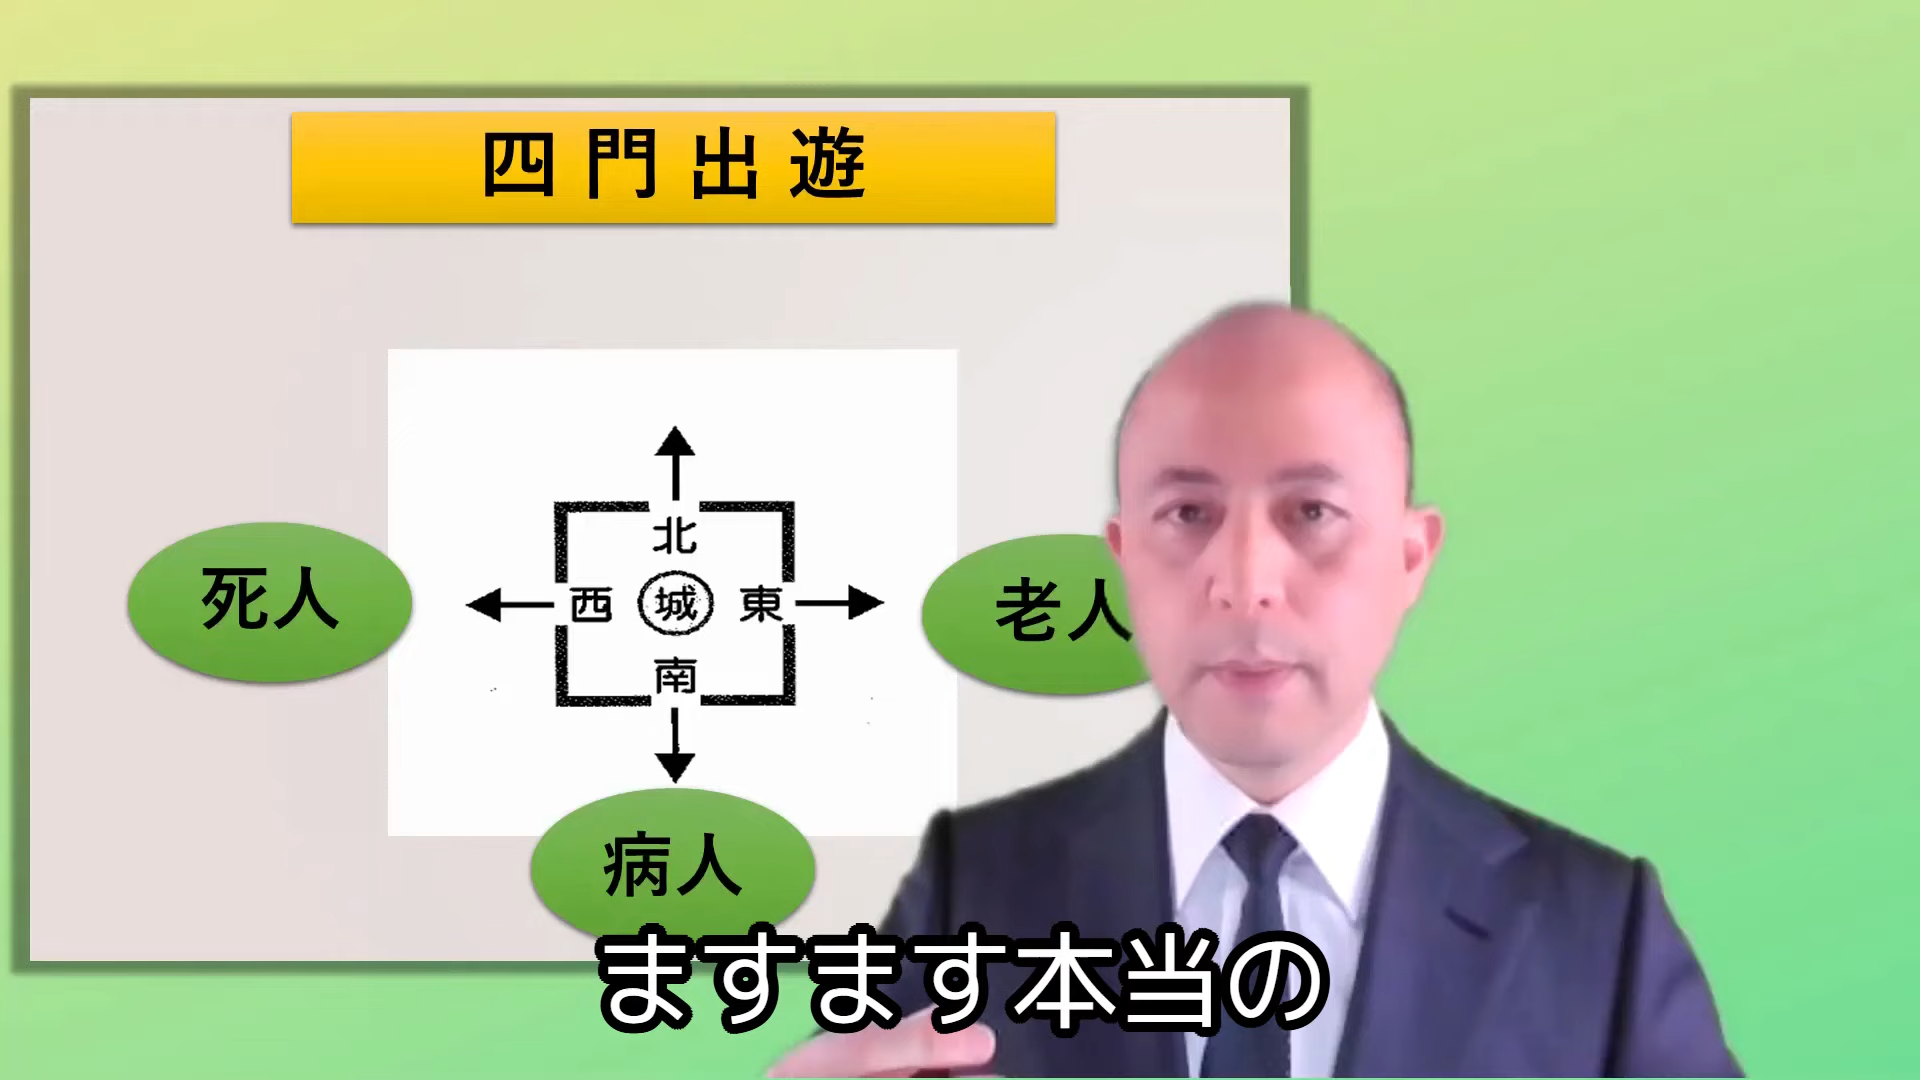 四門出遊
北
西 城 東
南
死人
老人
病人
ますます本当の